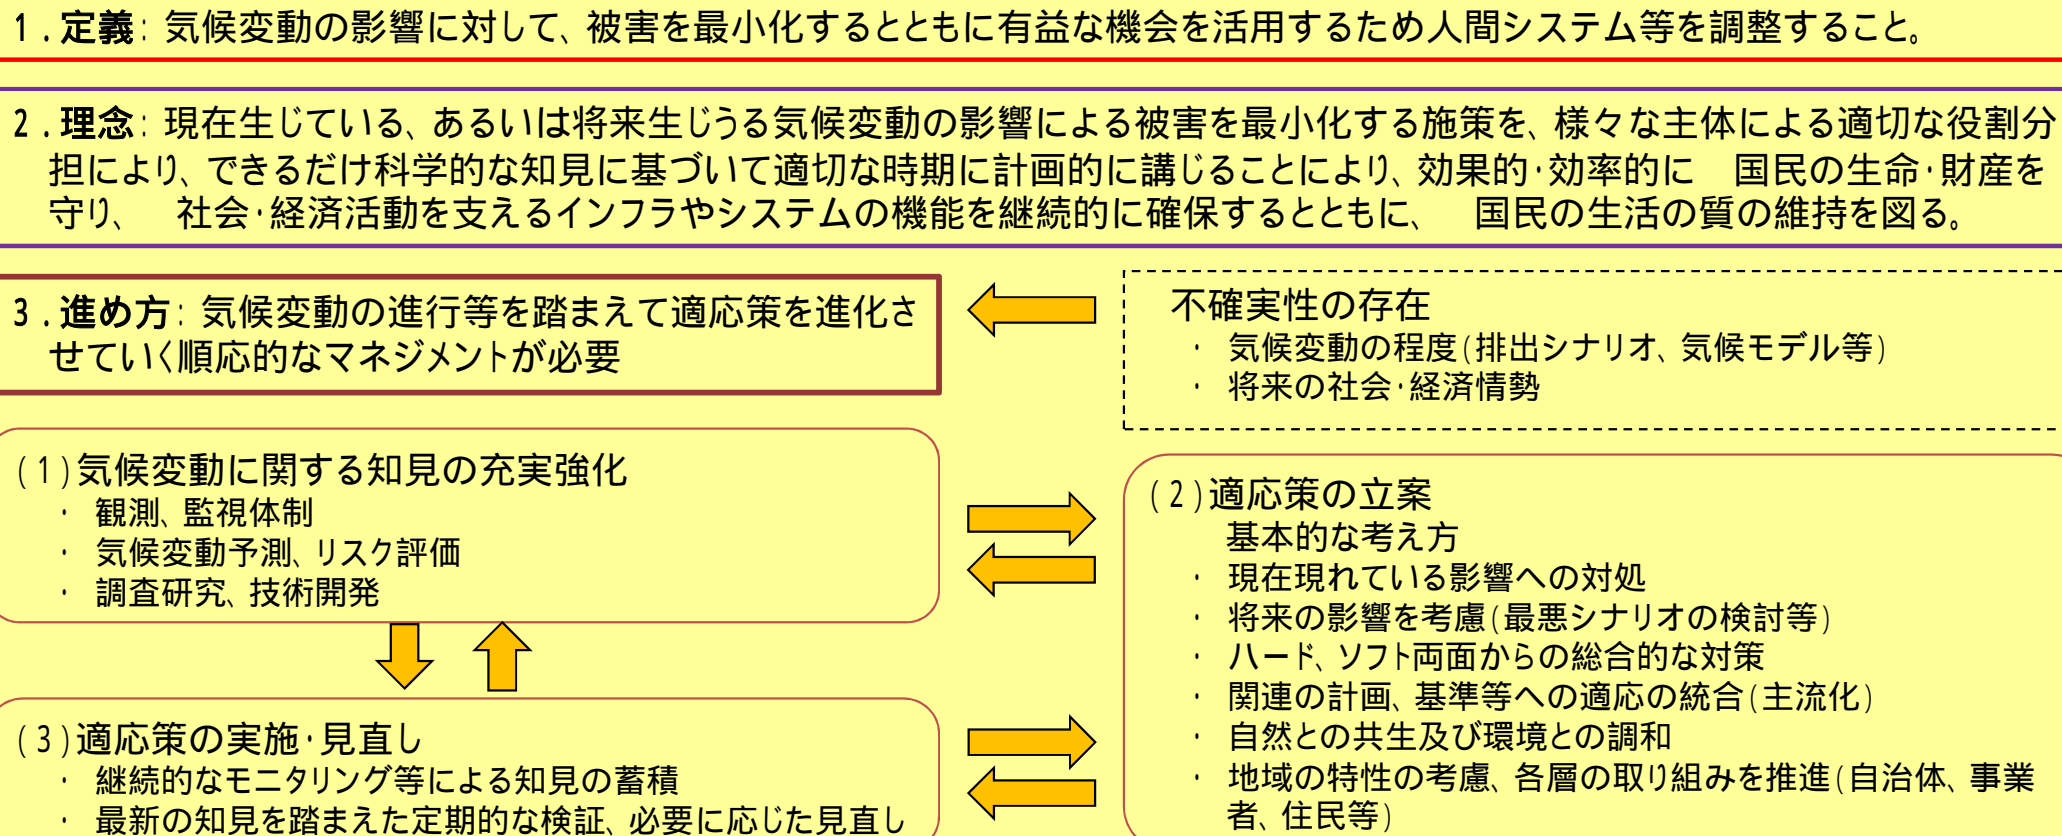 1.定義: 気候変動の影響に対して、被害を最小化するとともに有益な機会を活用するため人間システム等を調整すること。
2.理念: 現在生じている、あるいは将来生じうる気候変動の影響による被害を最小化する施策を、様々な主体による適切な役割分
担により、できるだけ科学的な知見に基づいて適切な時期に計画的に講じることにより、効果的・効率的に　国民の生命・財産を
守り、　社会・経済活動を支えるインフラやシステムの機能を継続的に確保するとともに、　国民の生活の質の維持を図る。
3.進め方: 気候変動の進行等を踏まえて適応策を進化さ
せていく順応的なマネジメントが必要
不確実性の存在
・ 気候変動の程度(排出シナリオ、気候モデル等)
・ 将来の社会・経済情勢
(1)気候変動に関する知見の充実強化
・ 観測、監視体制
・ 気候変動予測、リスク評価
・ 調査研究、技術開発
(2)適応策の立案
基本的な考え方
・ 現在現れている影響への対処
・ 将来の影響を考慮(最悪シナリオの検討等)
・ ハード、ソフト両面からの総合的な対策
・ 関連の計画、基準等への適応の統合(主流化)
・ 自然との共生及び環境との調和
・ 地域の特性の考慮、各層の取り組みを推進(自治体、事業
者、住民等)
(3)適応策の実施・見直し
・ 継続的なモニタリング等による知見の蓄積
・ 最新の知見を踏まえた定期的な検証、必要に応じた見直し